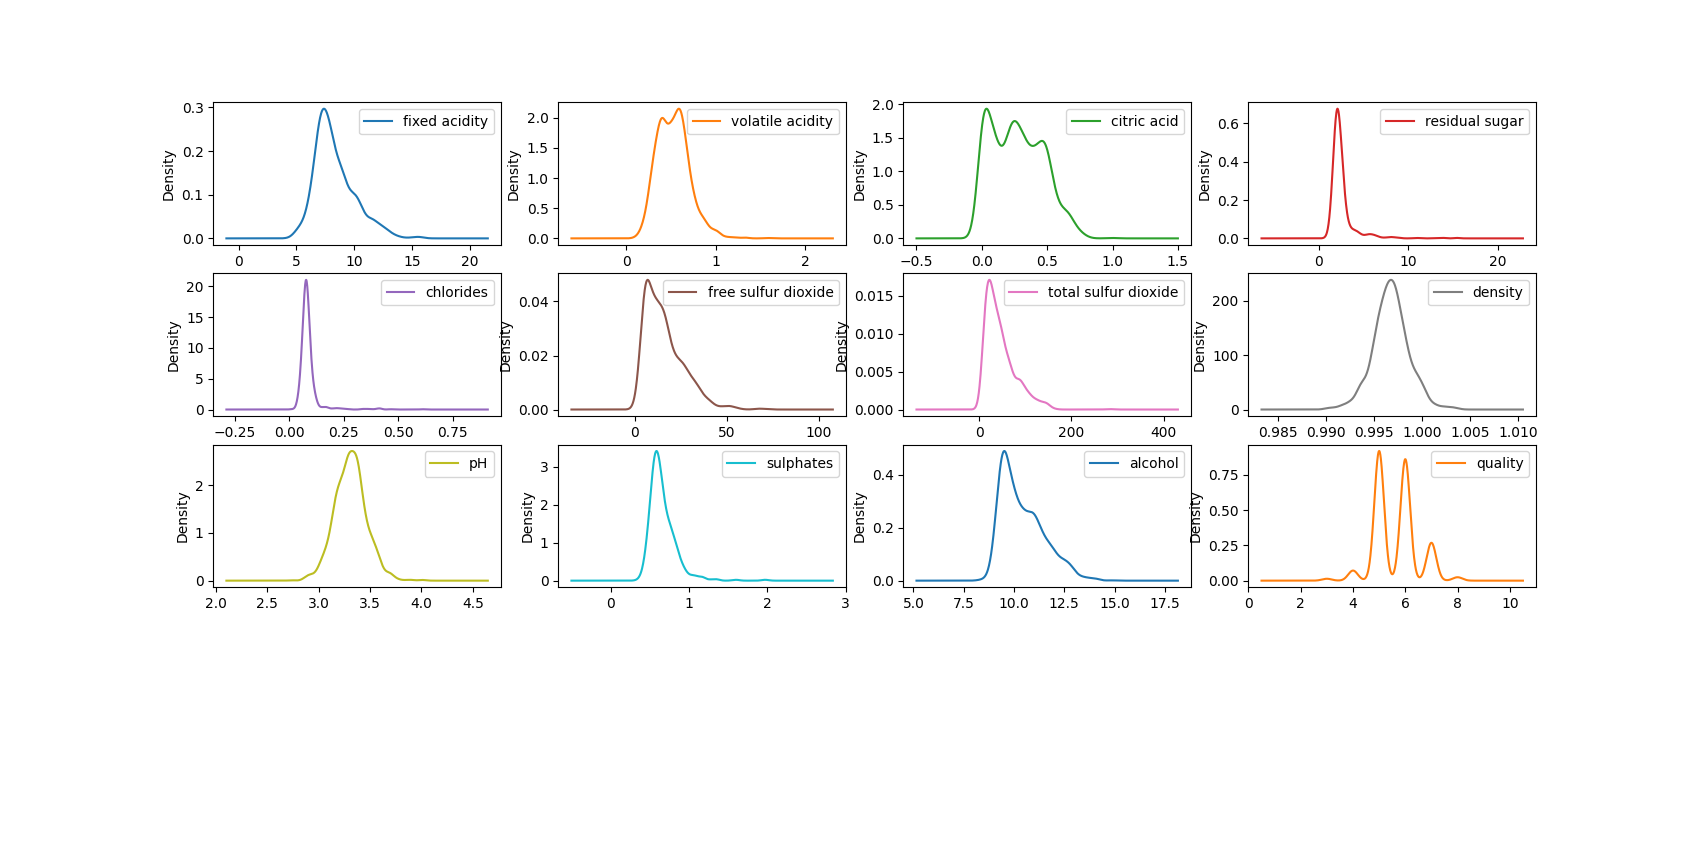 fixed acidity
Density
0.3
0.2
0.1
0.0
0 5 10 15 20
volatile acidity
Density
2.0
1.5
1.0
0.5
0.0
0 1 2
citric acid
Density
2.0
1.5
1.0
0.5
0.0
−0.5 0.0 0.5 1.0 1.5
residual sugar
Density
0.6
0.4
0.2
0.0
0 10 20
chlorides
Density
20
15
10
5
0
−0.25 0.00 0.25 0.50 0.75
free sulfur dioxide
Density
0.04
0.02
0.00
0 50 100
total sulfur dioxide
Density
0.015
0.010
0.005
0.000
0 200 400
density
Density
200
100
0
0.985 0.990 0.995 1.000 1.005 1.010
pH
Density
2
1
0
2.0 2.5 3.0 3.5 4.0 4.5
sulphates
Density
3
2
1
0
0 1 2 3
alcohol
Density
0.4
0.2
0.0
5.0 7.5 10.0 12.5 15.0 17.5
quality
Density
0.75
0.50
0.25
0.00
0 2 4 6 8 10